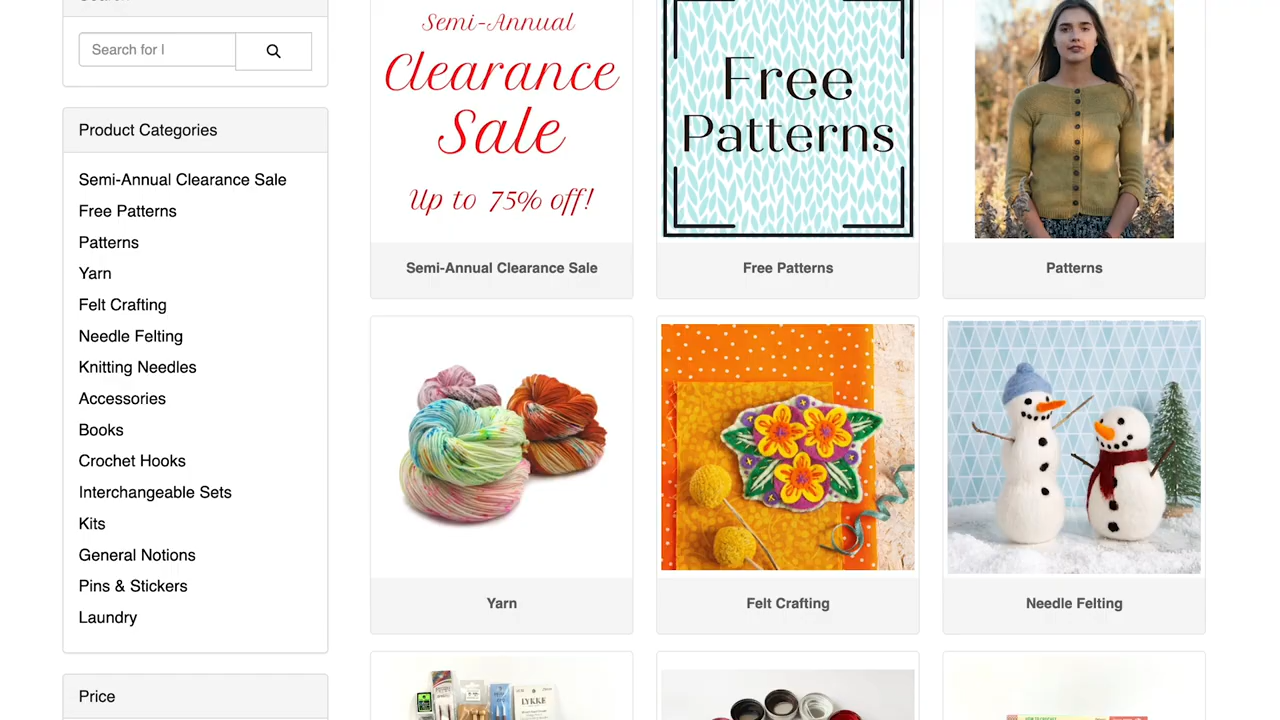 Search for l
Product Categories
Semi-Annual Clearance Sale
Free Patterns
Patterns
Yarn
Felt Crafting
Needle Felting
Knitting Needles
Accessories
Books
Crochet Hooks
Interchangeable Sets
Kits
General Notions
Pins & Stickers
Laundry
Price
Semi-Annual
Clearance
Sale
Up to 75% off!
Semi-Annual Clearance Sale
Free
Patterns
Free Patterns
Patterns
Yarn
Felt Crafting
Needle Felting
LYKKE